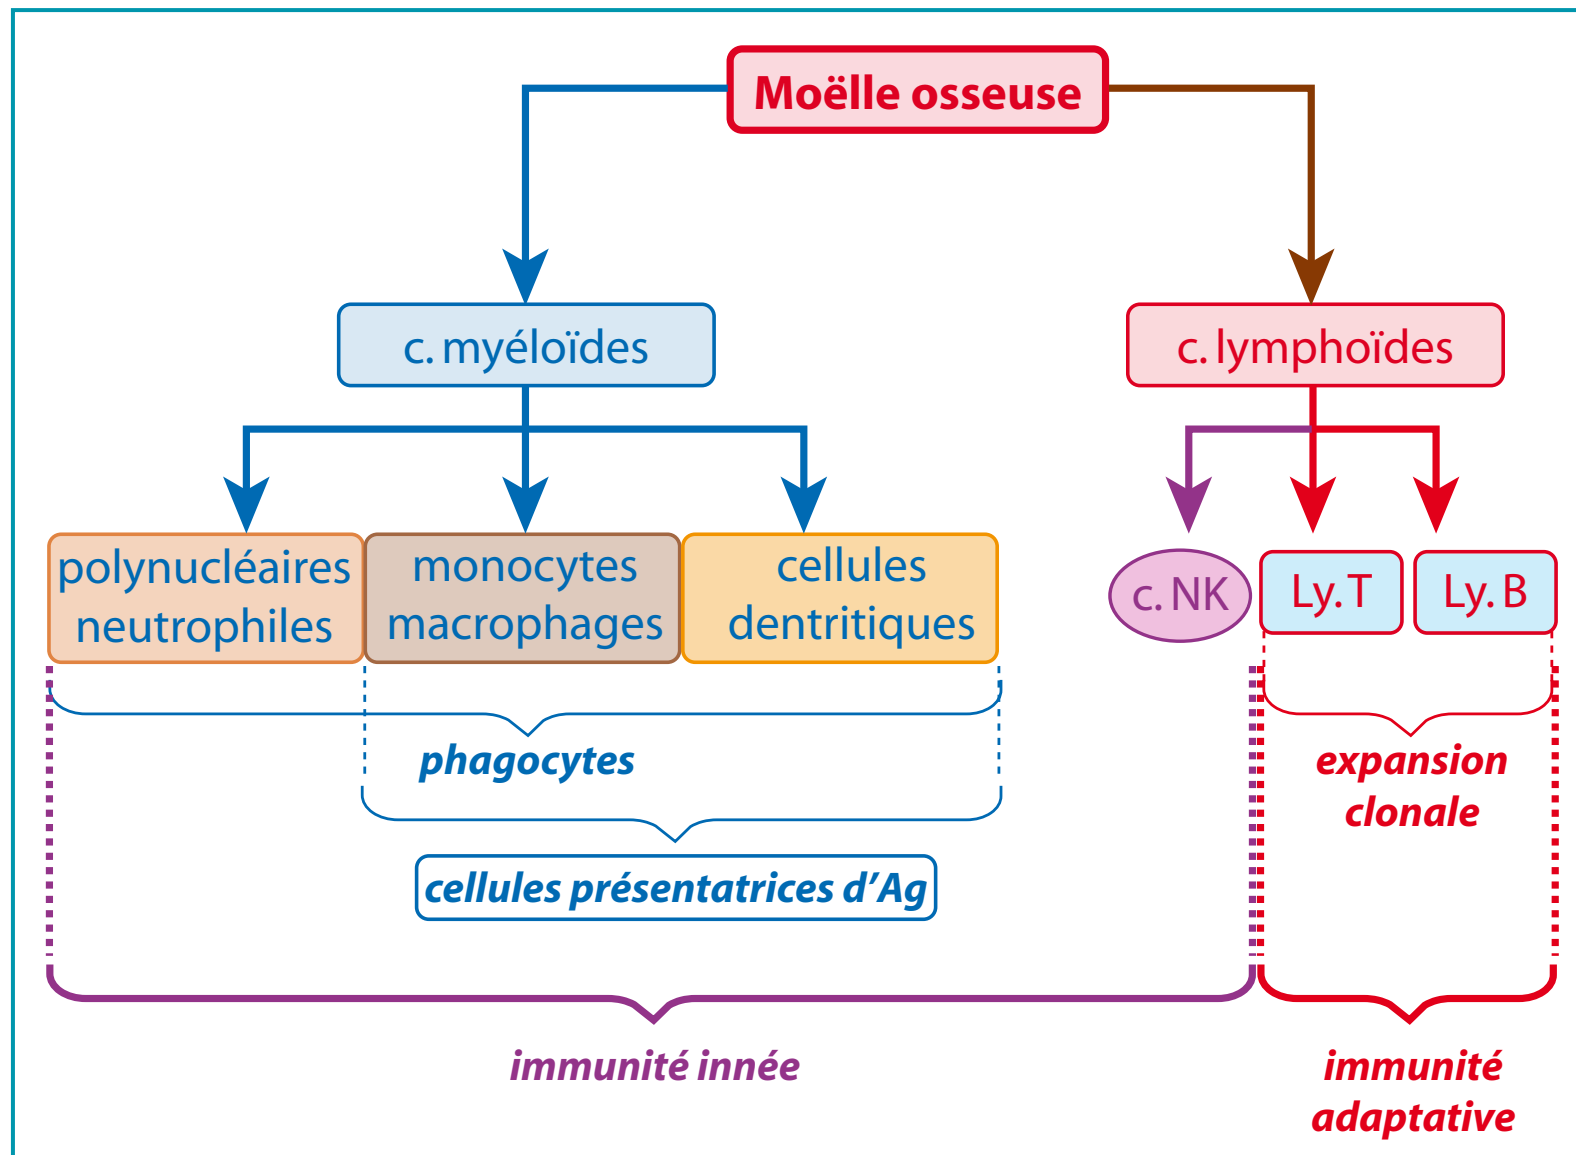 Moëlle osseuse
c. myéloïdes
c. lymphoïdes
polynucléaires
neutrophiles
monocytes
macrophages
cellules
dentritiques
c. NK
Ly. T
Ly. B
phagocytes
expansion
clonale
cellules présentatrices d’Ag
immunité innée
immunité
adaptative